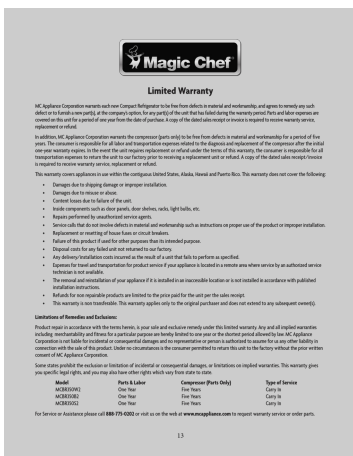 Magic Chef
Limited Warranty
MC Appliance Corporation warrants each new Compact Refrigerator to be free from defects in material and workmanship, and agrees to remedy any such
defect or to furnish a new part(s), at the company's option, for any part(s) of the unit that has failed during the warranty period. Parts and labor expenses are
covered on this unit for a period of one year from the date of purchase. A copy of the dated sales receipt or invoice is required to receive warranty service,
replacement or refund.
In addition, MC Appliance Corporation warrants the compressor (parts only) to be free from defects in material and workmanship for a period of five
years. The consumer is responsible for all labor and transportation expenses related to the diagnosis and replacement of the compressor after the initial
one-year warranty expires. In the event the unit requires replacement or refund under the terms of this warranty, the consumer is responsible for all
transportation expenses to return the unit to our factory prior to receiving a replacement unit or refund. A copy of the dated sales receipt/invoice
is required to receive warranty service, replacement or refund.
This warranty covers appliances in use within the contiguous United States, Alaska, Hawaii and Puerto Rico. This warranty does not cover the following:
• Damages due to shipping damage or improper installation.
• Damages due to misuse or abuse.
• Content losses due to failure of the unit.
• Inside components such as door panels, door shelves, racks, light bulbs, etc.
• Repairs performed by unauthorized service agents.
• Service calls that do not involve defects in material and workmanship such as instructions on proper use of the product or improper installation.
• Replacement or resetting of house fuses or circuit breakers.
• Failure of this product if used for other purposes than its intended purpose.
• Disposal costs for any failed unit not returned to our factory.
• Any delivery/installation costs incurred as the result of a unit that fails to perform as specified.
• Expenses for travel and transportation for product service if your appliance is located in a remote area where service by an authorized service
technician is not available.
• The removal and reinstallation of your appliance if it is installed in an inaccessible location or is not installed in accordance with published
installation instructions.
• Refunds for non repairable products are limited to the price paid for the unit per the sales receipt.
• This warranty is non transferable. This warranty applies only to the original purchaser and does not extend to any subsequent owner(s).
Limitations of Remedies and Exclusions:
Product repair in accordance with the terms herein, is your sole and exclusive remedy under this limited warranty. Any and all implied warranties
including merchantability and fitness for a particular purpose are hereby limited to one year or the shortest period allowed by law. MC Appliance
Corporation is not liable for incidental or consequential damages and no representative or person is authorized to assume for us any other liability in
connection with the sale of this product. Under no circumstances is the consumer permitted to return this unit to the factory without the prior written
consent of MC Appliance Corporation.
Some states prohibit the exclusion or limitation of incidental or consequential damages, or limitations on implied warranties. This warranty gives
you specific legal rights, and you may also have other rights which vary from state to state.
Model Parts & Labor Compressor (Parts Only) Type of Service
MCBR350W2 One Year Five Years Carry In
MCBR350B2 One Year Five Years Carry In
MCBR350S2 One Year Five Years Carry In
For Service or Assistance please call 888-775-0202 or visit us on the web at www.mcappliance.com to request warranty service or order parts.
13